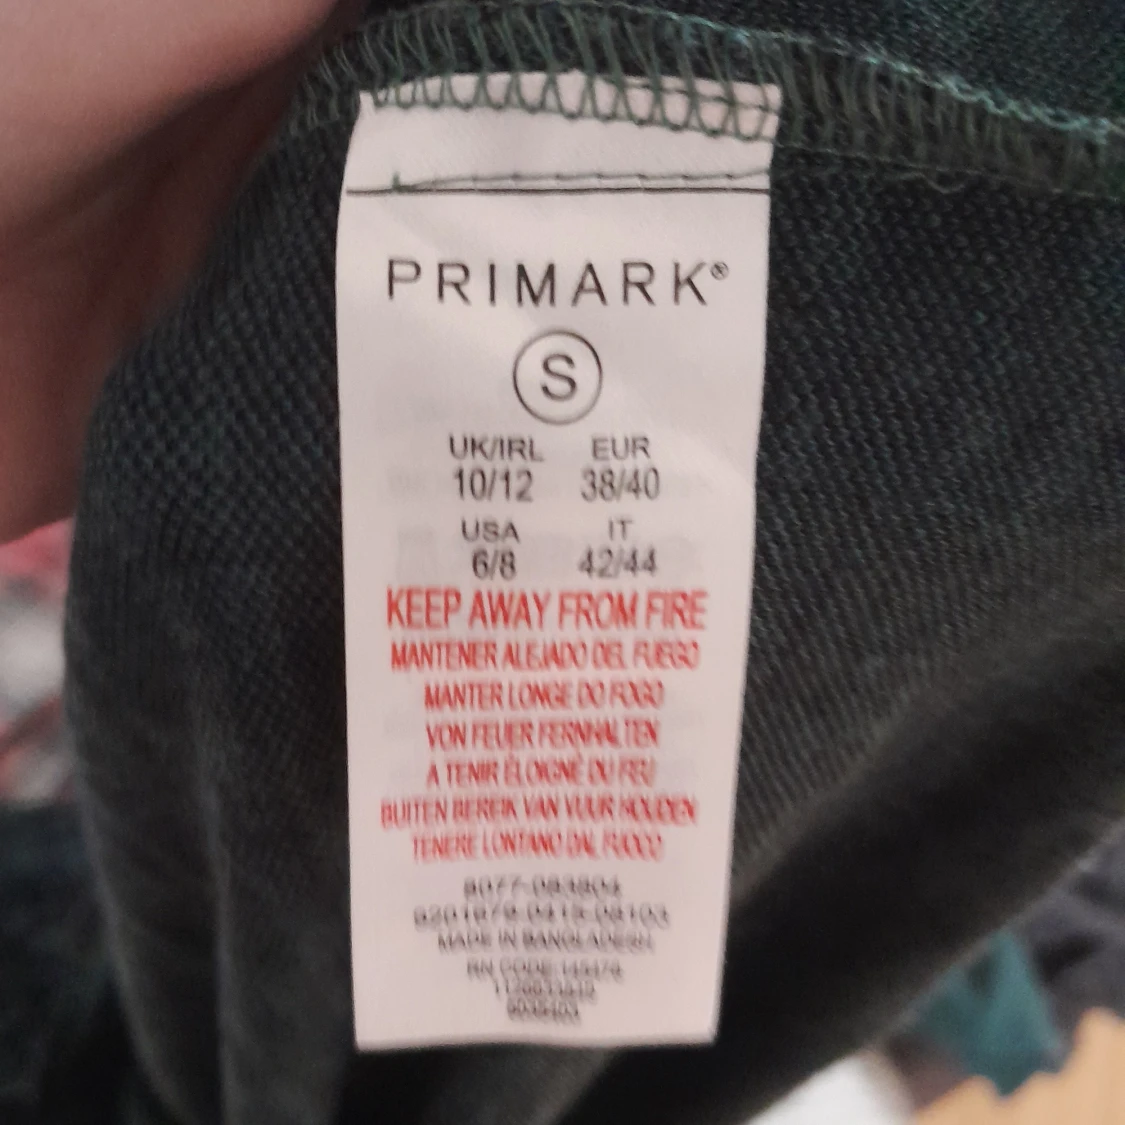 PRIMARK®
S
UK/IRL EUR
10/12 38/40
USA IT
6/8 42/44
KEEP AWAY FROM FIRE
MANTENER ALEJADO DEL FUEGO
MANTER LONGE DO FOGO
VON FEUER FERNHALTEN
A TENIR ÉLOIGNÉ DU FEU
BUITEN BEREIK VAN VUUR HOUDEN
TENERE LONTANO DAL FUOCO
MADE IN BANGLADESH
RN CODE: